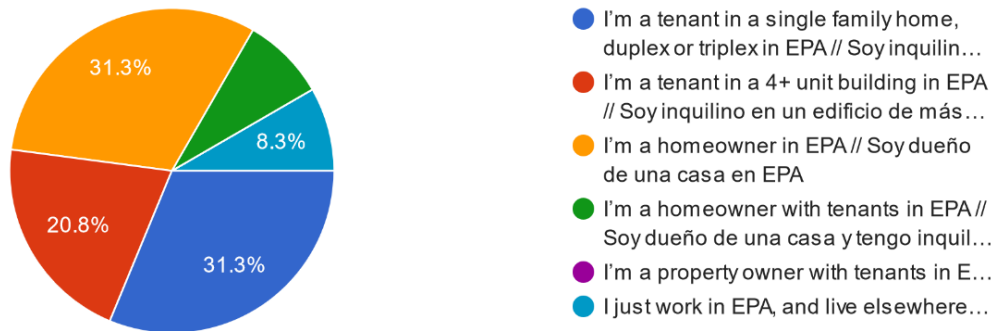 31.3%
8.3%
20.8%
31.3%
I'm a tenant in a single family home,
duplex or triplex in EPA // Soy inquilin…
I'm a tenant in a 4+ unit building in EPA
// Soy inquilino en un edificio de más…
I'm a homeowner in EPA // Soy dueño
de una casa en EPA
I'm a homeowner with tenants in EPA //
Soy dueño de una casa y tengo inquil…
I'm a property owner with tenants in E…
I just work in EPA, and live elsewhere…